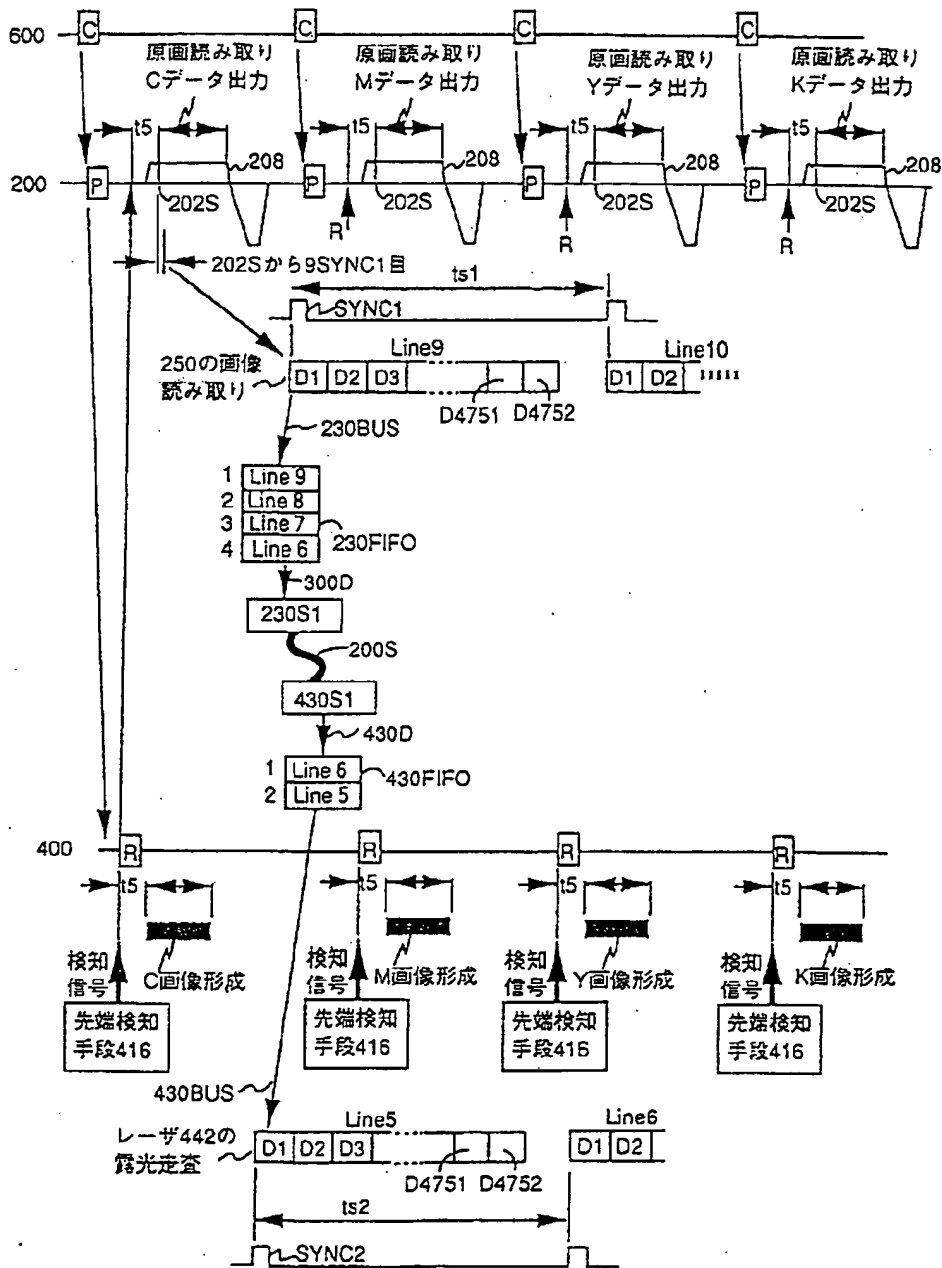 600
C
C
C
C
原画読み取り
Cデータ出力
原画読み取り
Mデータ出力
原画読み取り
Yデータ出力
原画読み取り
Kデータ出力
t5
t5
t5
t5
200
P
P
P
P
208
208
208
208
202S
202S
202S
202S
R
R
R
202Sから9SYNC1目
ts1
SYNC1
Line9
Line10
250の画像
読み取り
D1
D2
D3
D4751
D4752
D1
D2
230BUS
1 Line 9
2 Line 8
3 Line 7
4 Line 6
230FIFO
300D
230S1
200S
430S1
430D
1 Line 6
2 Line 5
430FIFO
400
R
R
R
R
t5
t5
t5
t5
検知
信号
C画像形成
検知
信号
M画像形成
検知
信号
Y画像形成
検知
信号
K画像形成
先端検知
手段416
先端検知
手段416
先端検知
手段416
先端検知
手段416
430BUS
Line5
Line6
レーザ442の
露光走査
D1
D2
D3
D4751
D4752
D1
D2
ts2
SYNC2